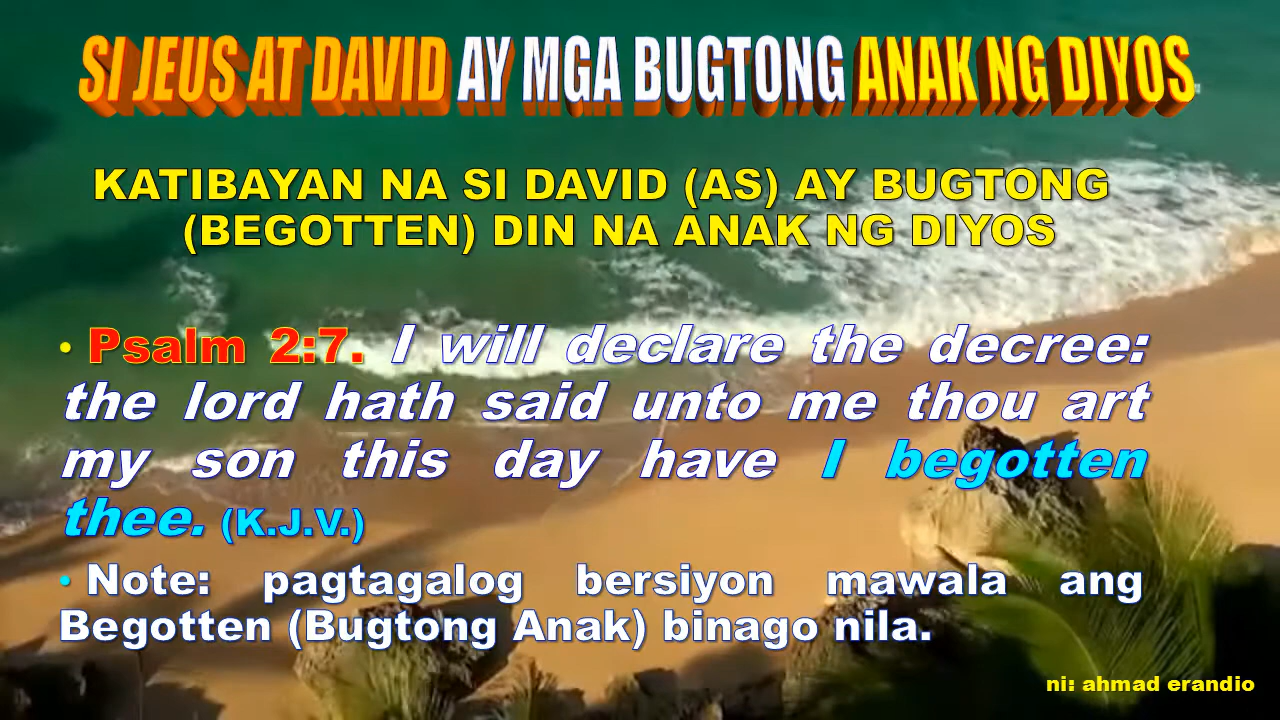 SI JEUS AT DAVID AY MGA BUGTONG ANAK NG DIYOS
KATIBAYAN NA SI DAVID (AS) AY BUGTONG
(BEGOTTEN) DIN NA ANAK NG DIYOS
• Psalm 2:7. I will declare the decree:
the lord hath said unto me thou art
my son this day have I begotten
thee. (K.J.V.)
• Note: pagtagalog bersiyon mawala ang
Begotten (Bugtong Anak) binago nila.
ni: ahmad erandio